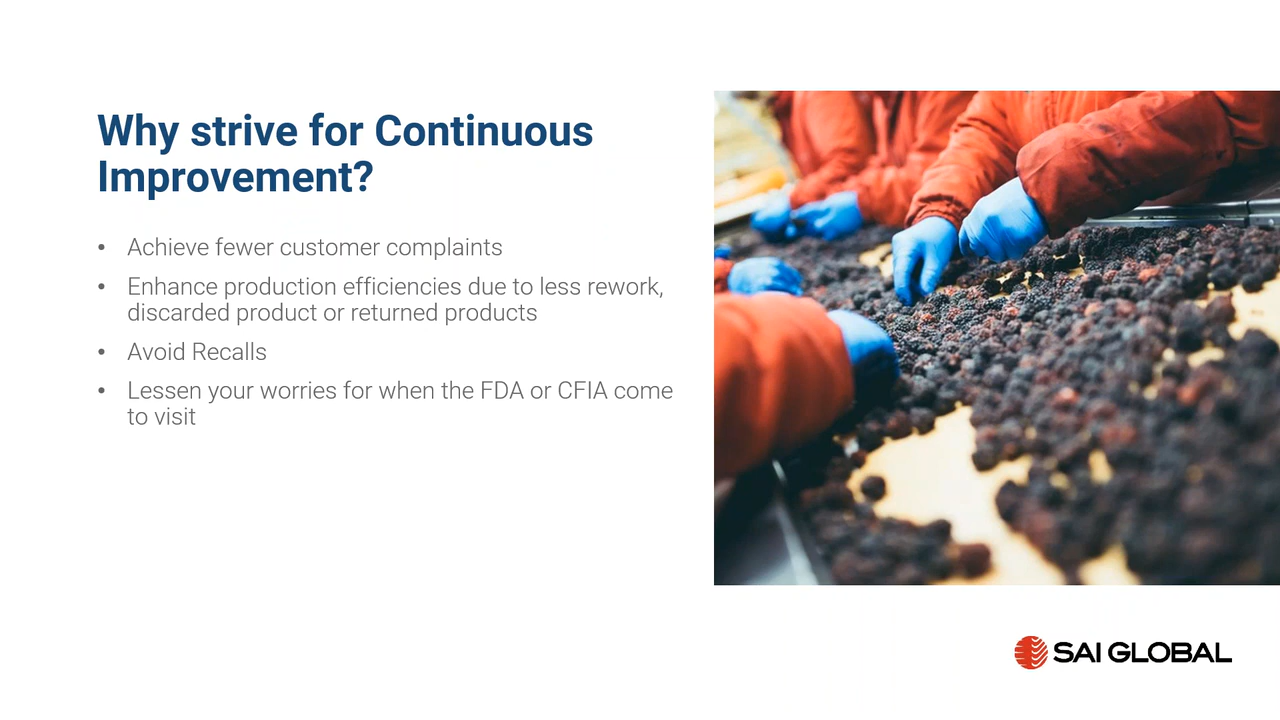 Why strive for Continuous
Improvement?
• Achieve fewer customer complaints
• Enhance production efficiencies due to less rework,
discarded product or returned products
• Avoid Recalls
• Lessen your worries for when the FDA or CFIA come
to visit
SAI GLOBAL